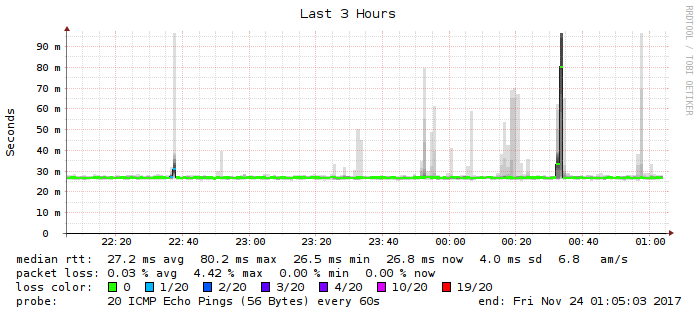 Last 3 Hours
RRDTOOL / TOBI OETIKER
Seconds
90 m
80 m
70 m
60 m
50 m
40 m
30 m
20 m
10 m
0
22:20 22:40 23:00 23:20 23:40 00:00 00:20 00:40 01:00
median rtt: 27.2 ms avg 80.2 ms max 26.5 ms min 26.8 ms now 4.0 ms sd 6.8 am/s
packet loss: 0.03 % avg 4.42 % max 0.00 % min 0.00 % now
loss color: 0 1/20 2/20 3/20 4/20 10/20 19/20
probe: 20 ICMP Echo Pings (56 Bytes) every 60s end: Fri Nov 24 01:05:03 2017